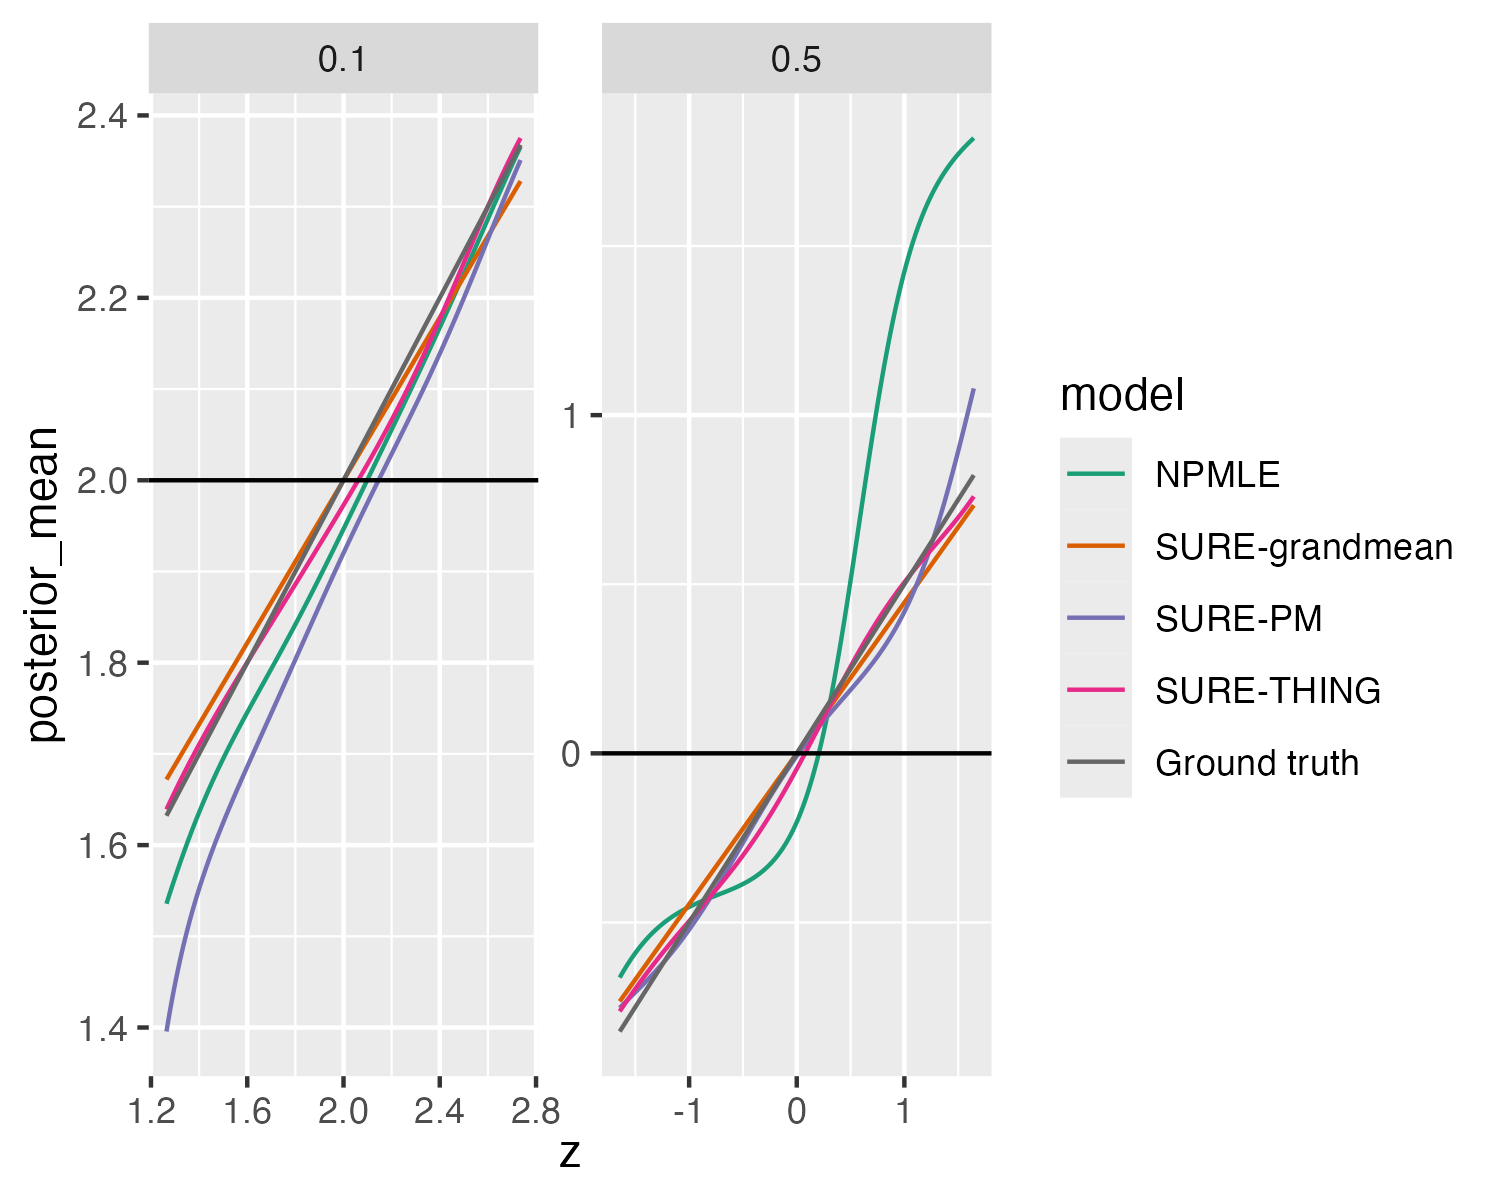 0.1
0.5
2.4
2.2
2.0
1.8
1.6
1.4
1
0
1.2 1.6 2.0 2.4 2.8
-1 0 1
posterior_mean
z
model
NPMLE
SURE-grandmean
SURE-PM
SURE-THING
Ground truth